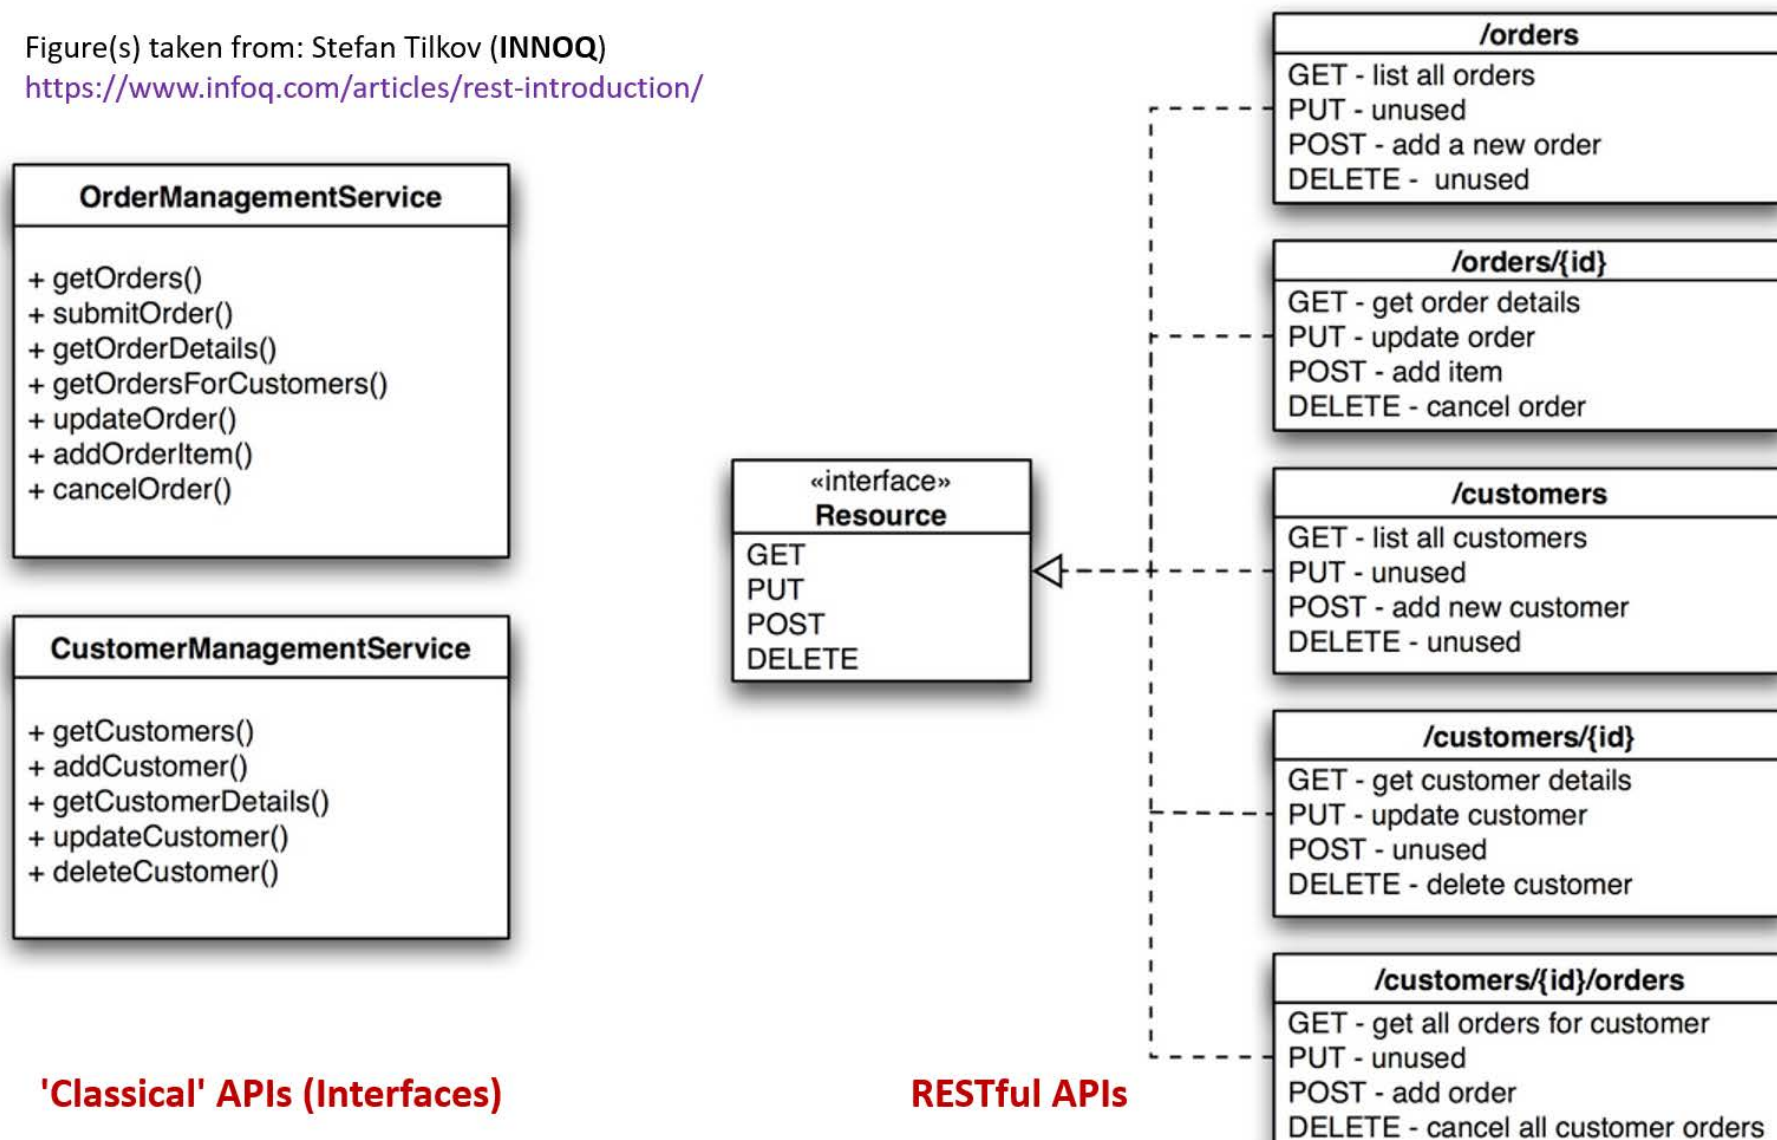 Figure(s) taken from: Stefan Tilkov (INNOQ)
https://www.infoq.com/articles/rest-introduction/
OrderManagementService
+ getOrders()
+ submitOrder()
+ getOrderDetails()
+ getOrdersForCustomers()
+ updateOrder()
+ addOrderItem()
+ cancelOrder()
CustomerManagementService
+ getCustomers()
+ addCustomer()
+ getCustomerDetails()
+ updateCustomer()
+ deleteCustomer()
'Classical' APIs (Interfaces)
«interface»
Resource
GET
PUT
POST
DELETE
RESTful APIs
/orders
GET - list all orders
PUT - unused
POST - add a new order
DELETE - unused
/orders/{id}
GET - get order details
PUT - update order
POST - add item
DELETE - cancel order
/customers
GET - list all customers
PUT - unused
POST - add new customer
DELETE - unused
/customers/{id}
GET - get customer details
PUT - update customer
POST - unused
DELETE - delete customer
/customers/{id}/orders
GET - get all orders for customer
PUT - unused
POST - add order
DELETE - cancel all customer orders